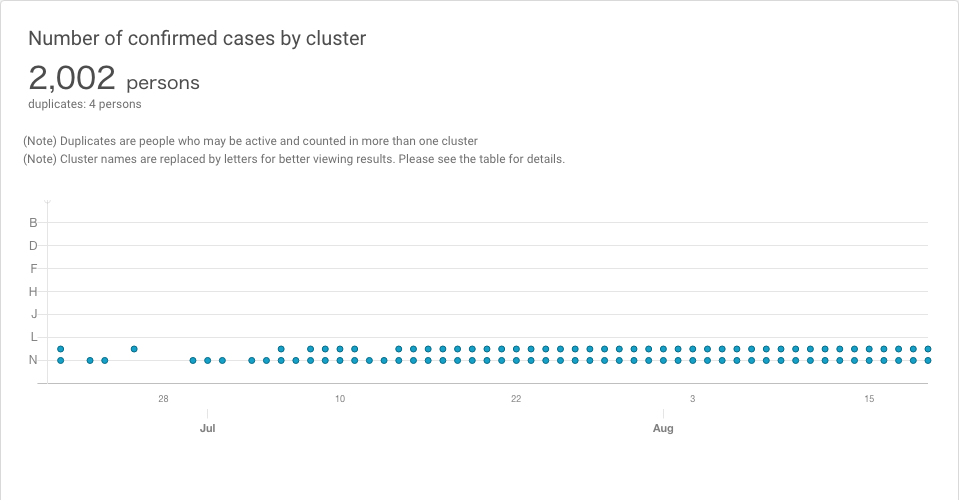 Number of confirmed cases by cluster
2,002 persons
duplicates: 4 persons
(Note) Duplicates are people who may be active and counted in more than one cluster
(Note) Cluster names are replaced by letters for better viewing results. Please see the table for details.
B
D
F
H
J
L
N
28 10 22 3 15
Jul Aug